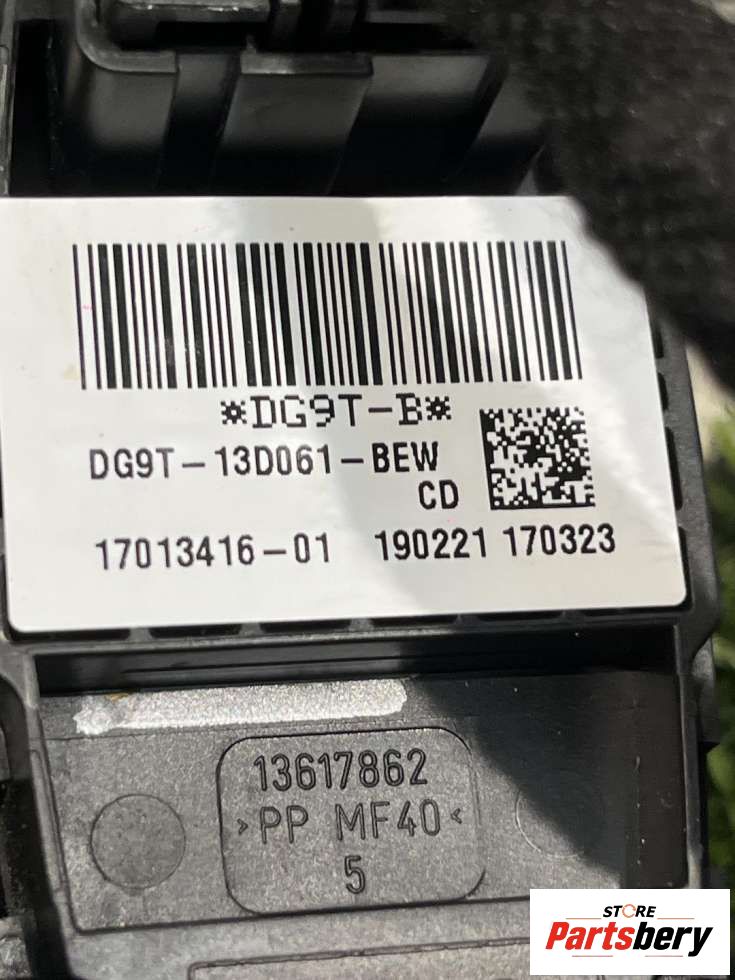 *DG9T-B*
DG9T-13D061-BEW
CD
17013416-01 190221 170323
13617862
>PP MF40<
5
STORE
Partsbery